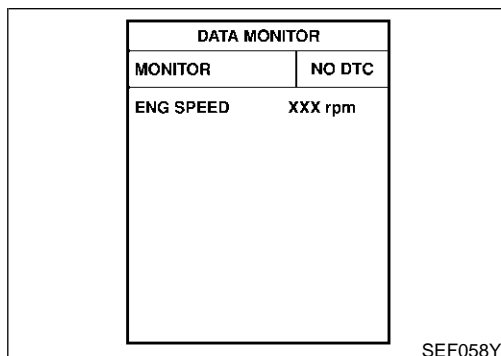 DATA MONITOR
MONITOR NO DTC
ENG SPEED XXX rpm
SEF058Y